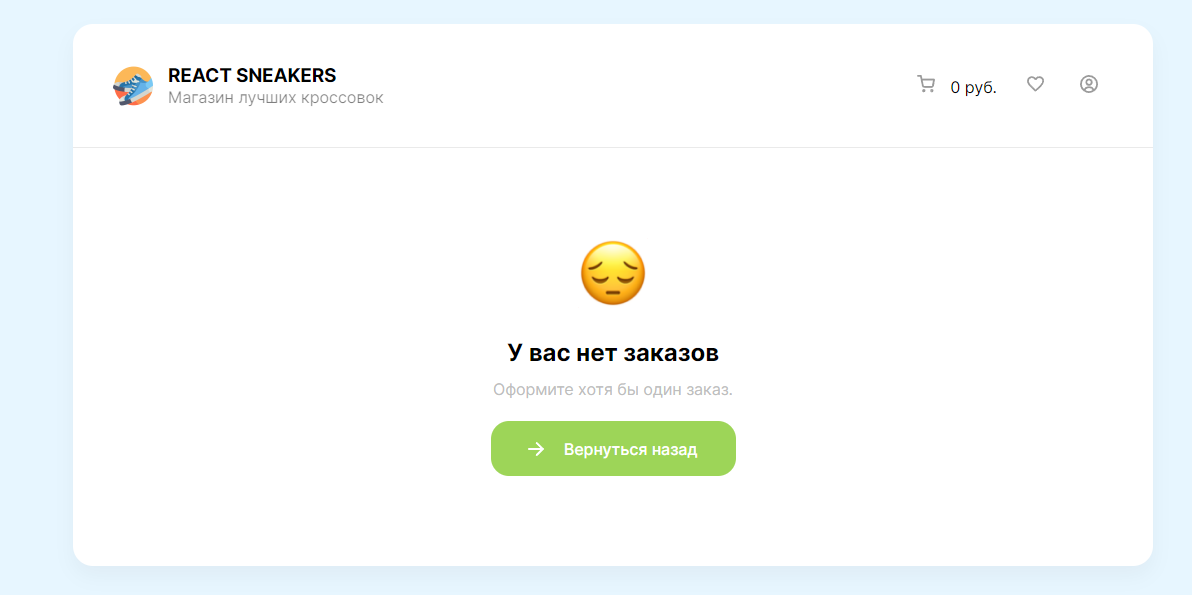 REACT SNEAKERS
Магазин лучших кроссовок
0 руб.
У вас нет заказов
Оформите хотя бы один заказ.
Вернуться назад